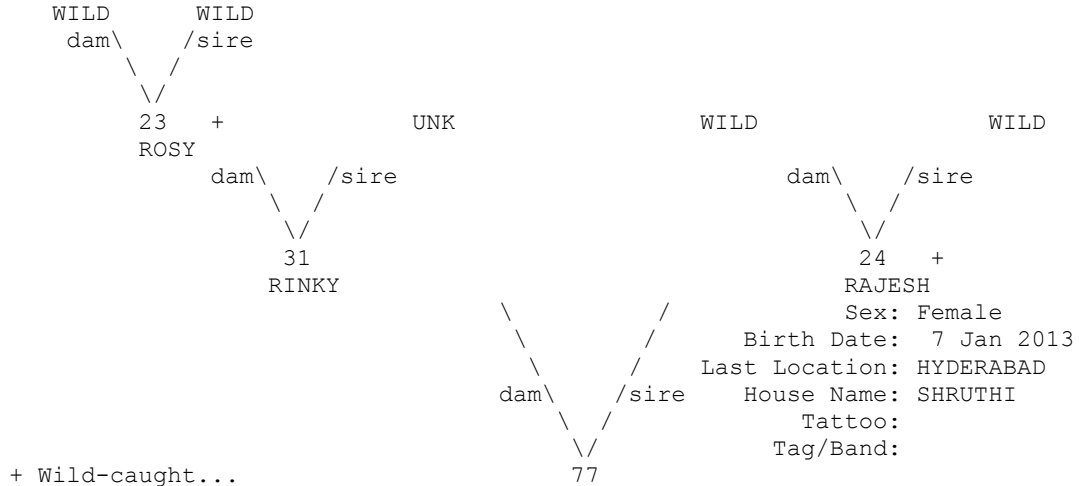 WILD WILD
dam\ /sire
\ /
\ /
\/
23 + UNK WILD WILD
ROSY
dam\ /sire dam\ /sire
\ / \ /
\ / \ /
\/ \/
31 24 +
RINKY RAJESH
\ / Sex: Female
\ / Birth Date: 7 Jan 2013
\ / Last Location: HYDERABAD
dam\ /sire House Name: SHRUTHI
\ / Tattoo:
\/ Tag/Band:
+ Wild-caught... 77